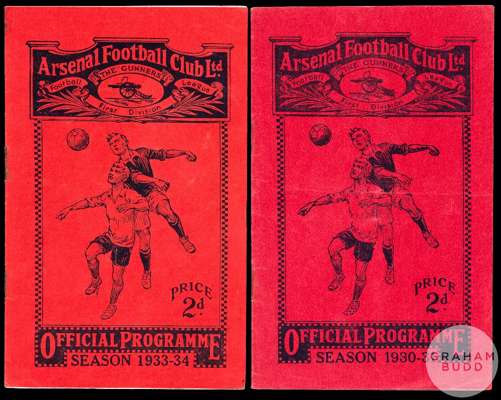 Arsenal Football Club Ltd.
THE GUNNERS
Football League
First Division
PRICE
2d.
OFFICIAL PROGRAMME
SEASON 1933-34
Arsenal Football Club Ltd
THE GUNNERS
Football League
First Division
PRICE
2d.
OFFICIAL PROGRAMME
SEASON 1930-3
GRAHAM
BUDD